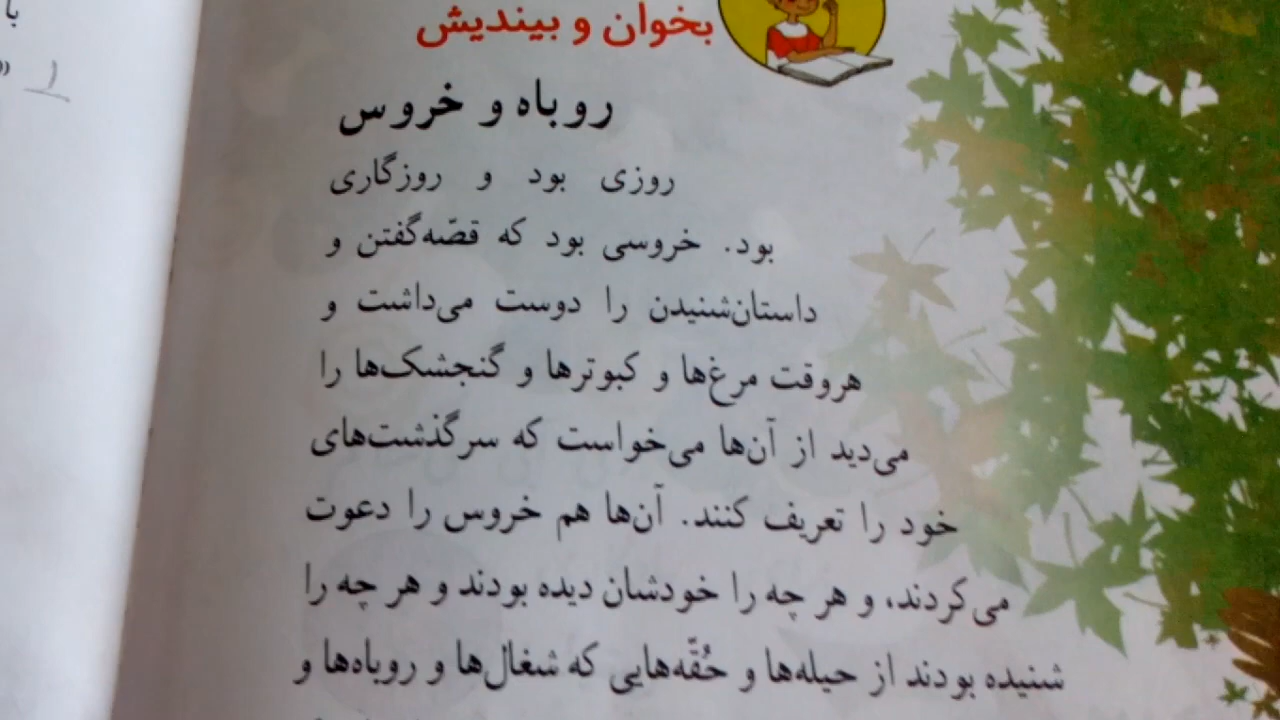 بخوان و بیندیش
روباه و خروس
روزی بود و روزگاری
بود. خروسی بود که قصّه‌گفتن و
داستان‌شنیدن را دوست می‌داشت و
هروقت مرغ‌ها و کبوترها و گنجشک‌ها را
می‌دید از آن‌ها می‌خواست که سرگذشت‌های
خود را تعریف کنند. آن‌ها هم خروس را دعوت
می‌کردند، و هر چه را خودشان دیده بودند و هر چه را
شنیده بودند از حیله‌ها و حُقّه‌هایی که شغال‌ها و روباه‌ها و